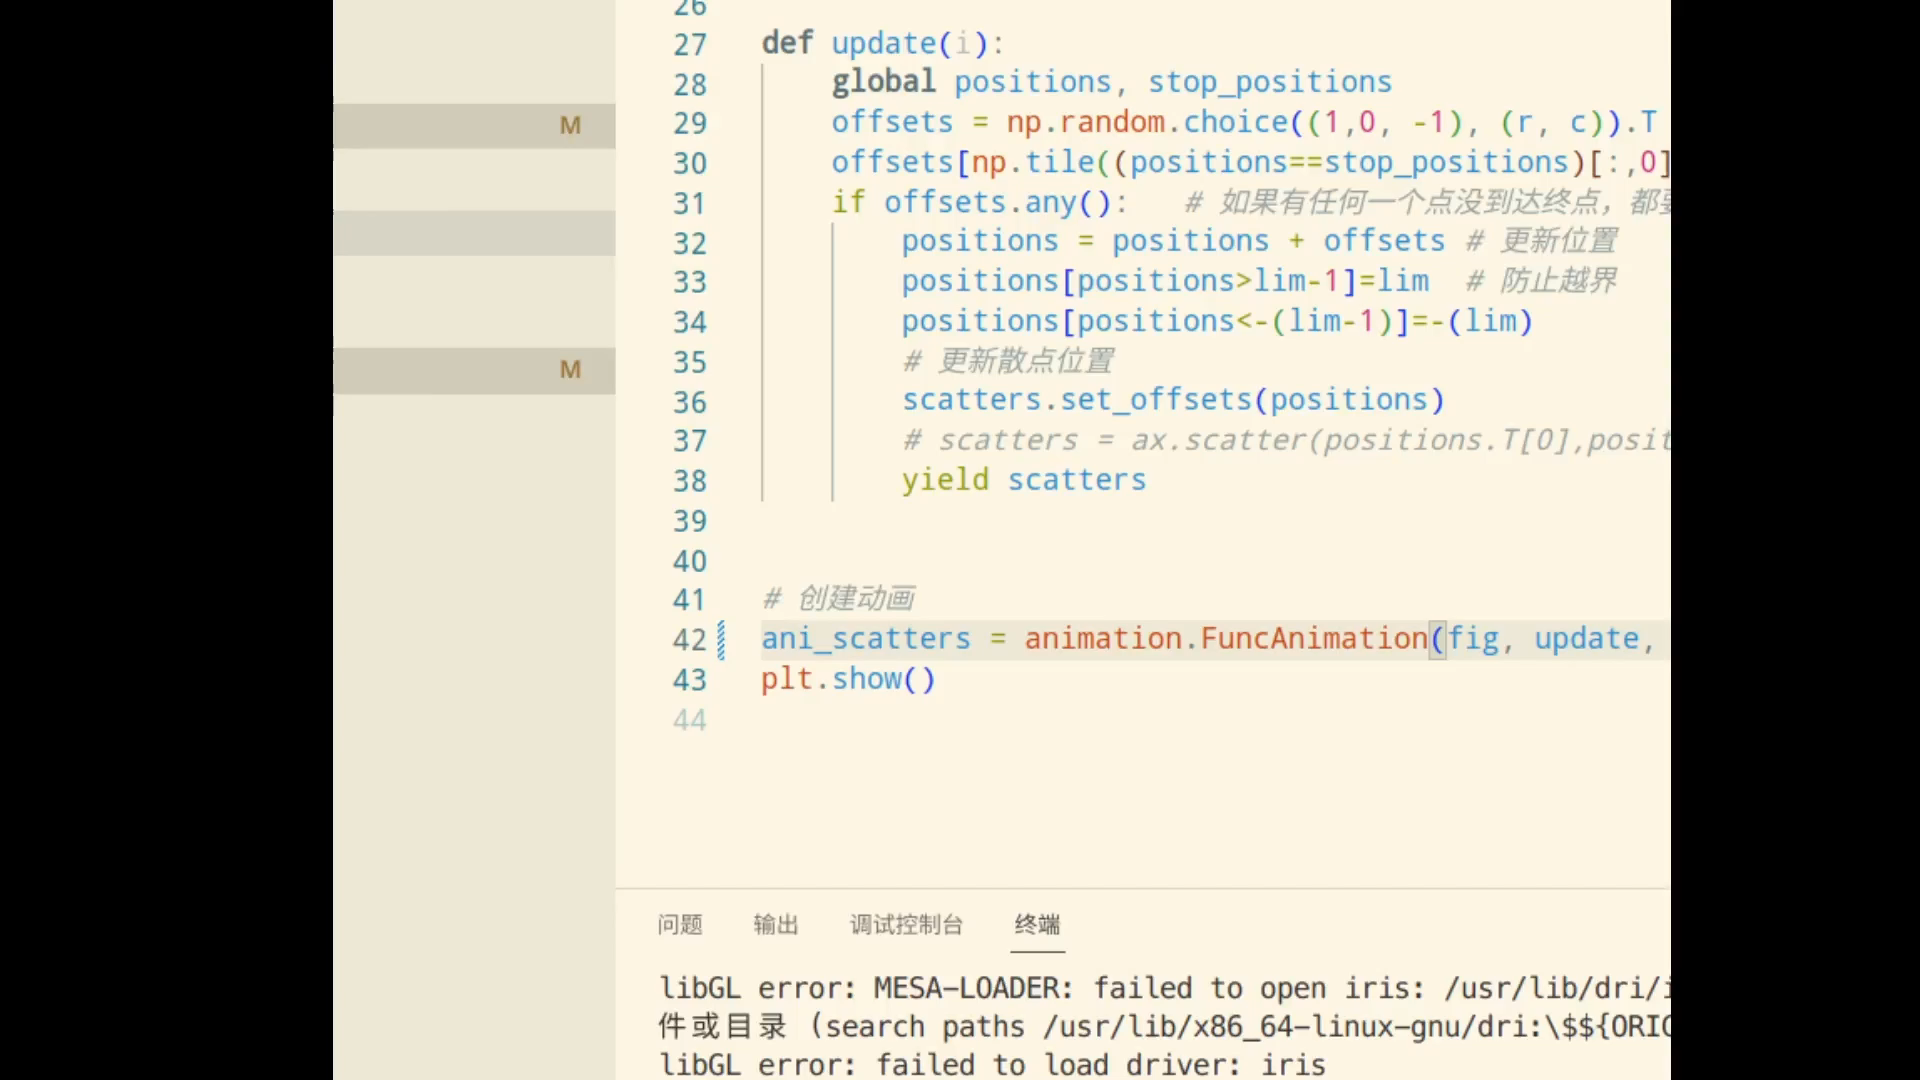 26
27 def update(i):
28 global positions, stop_positions
29 offsets = np.random.choice((1,0, -1), (r, c)).T
30 offsets[np.tile((positions==stop_positions)[:,0]
31 if offsets.any(): # 如果有任何一个点没到达终点，都要
32 positions = positions + offsets # 更新位置
33 positions[positions>lim-1]=lim # 防止越界
34 positions[positions<-(lim-1)]=-(lim)
35 # 更新散点位置
36 scatters.set_offsets(positions)
37 # scatters = ax.scatter(positions.T[0],posit
38 yield scatters
39
40
41 # 创建动画
M
M
42 ani_scatters = animation.FuncAnimation(fig, update,
43 plt.show()
44
问题 输出 调试控制台 终端
libGL error: MESA-LOADER: failed to open iris: /usr/lib/dri/i
件或目录 (search paths /usr/lib/x86_64-linux-gnu/dri:\$${ORIG
libGL error: failed to load driver: iris